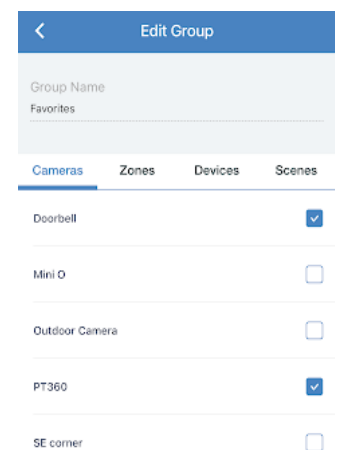 Edit Group
Group Name
Favorites
Cameras Zones Devices Scenes
Doorbell
Mini O
Outdoor Camera
PT360
SE corner